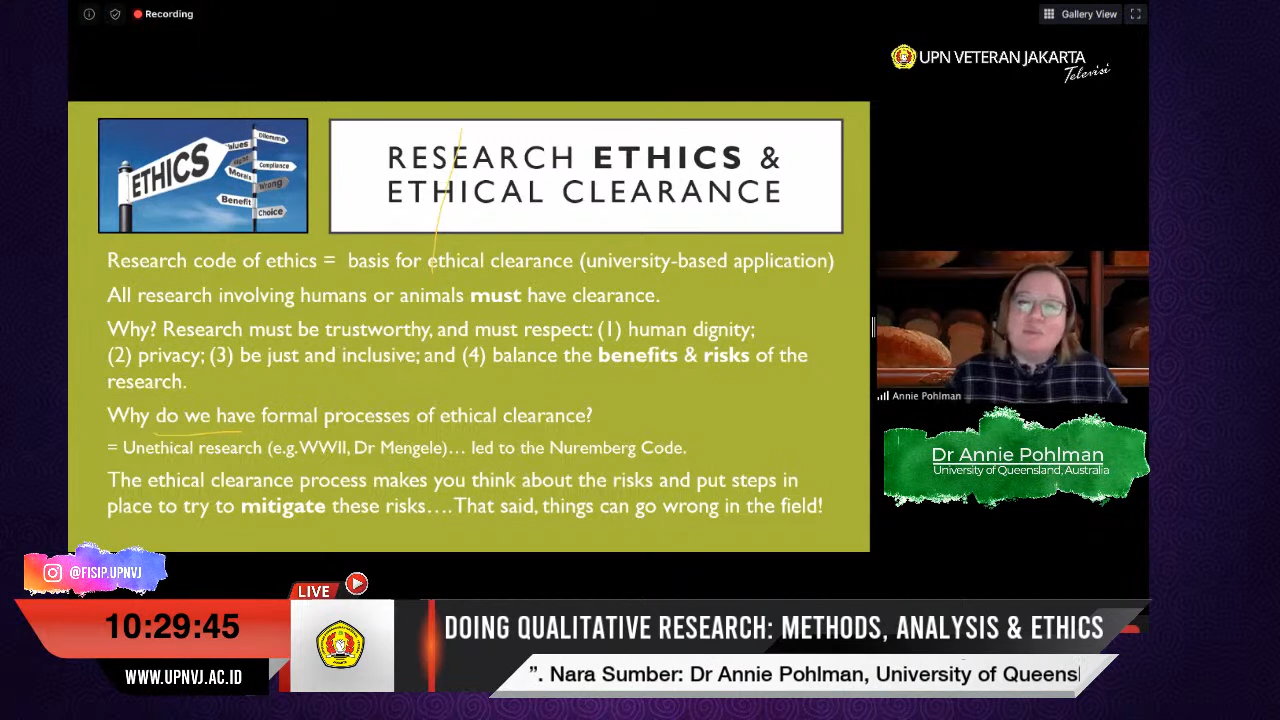 Recording
Gallery View
UPN VETERAN JAKARTA
Televisi
ETHICS
Values
Right
Morals
Benefit
Dilemma
Compliance
Wrong
Choice
RESEARCH ETHICS &
ETHICAL CLEARANCE
Research code of ethics = basis for ethical clearance (university-based application)
All research involving humans or animals must have clearance.
Why? Research must be trustworthy, and must respect: (1) human dignity;
(2) privacy; (3) be just and inclusive; and (4) balance the benefits & risks of the
research.
Why do we have formal processes of ethical clearance?
= Unethical research (e.g. WWII, Dr Mengele)… led to the Nuremberg Code.
The ethical clearance process makes you think about the risks and put steps in
place to try to mitigate these risks….That said, things can go wrong in the field!
Annie Pohlman
Dr Annie Pohlman
University of Queensland, Australia
@FISIP.UPNVJ
LIVE
10:29:45
DOING QUALITATIVE RESEARCH: METHODS, ANALYSIS & ETHICS
WWW.UPNVJ.AC.ID
”. Nara Sumber: Dr Annie Pohlman, University of Queensl